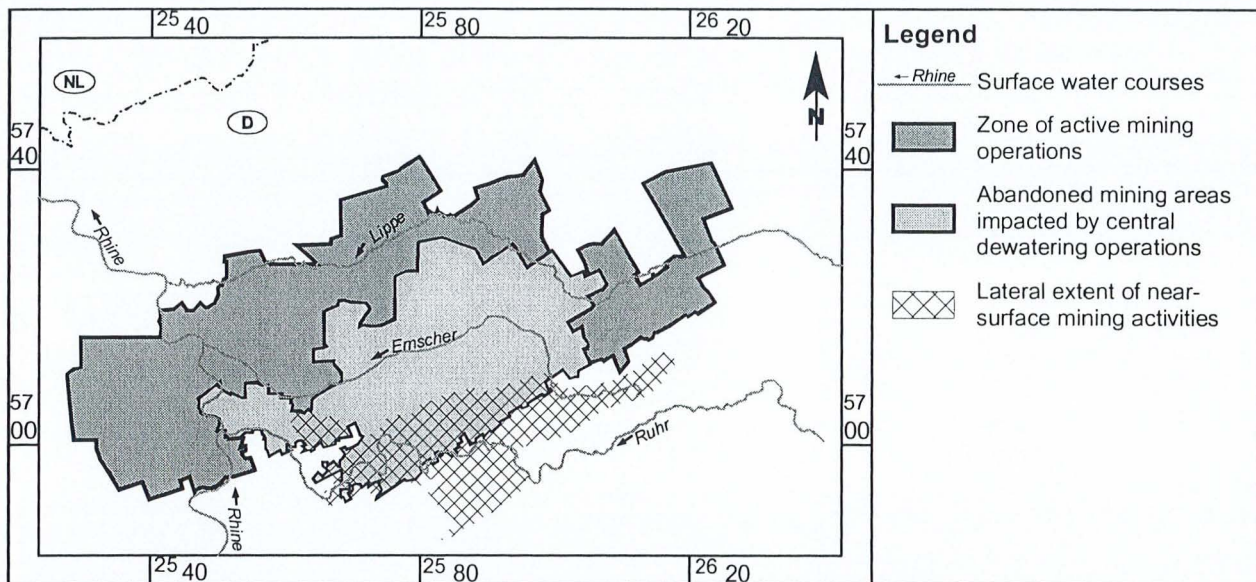 25 40
25 80
26 20
NL
D
N
57 40
57 40
Rhine
Lippe
Emscher
57 00
57 00
Ruhr
Rhine
25 40
25 80
26 20
Legend
Rhine
Surface water courses
Zone of active mining
operations
Abandoned mining areas
impacted by central
dewatering operations
Lateral extent of near-
surface mining activities